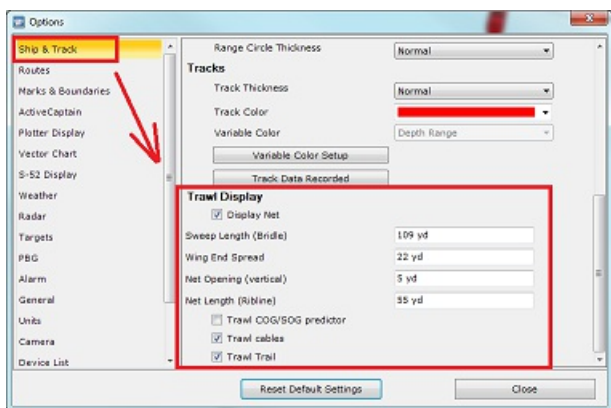 Options
Ship & Track
Routes
Marks & Boundaries
ActiveCaptain
Plotter Display
Vector Chart
S-52 Display
Weather
Radar
Targets
PBG
Alarm
General
Units
Camera
Device List
Range Circle Thickness Normal
Tracks
Track Thickness Normal
Track Color
Variable Color Depth Range
Variable Color Setup
Track Data Recorded
Trawl Display
Display Net
Sweep Length (Bridle) 109 yd
Wing End Spread 22 yd
Net Opening (vertical) 5 yd
Net Length (Ribline) 55 yd
Trawl COG/SOG predictor
Trawl cables
Trawl Trail
Reset Default Settings Close